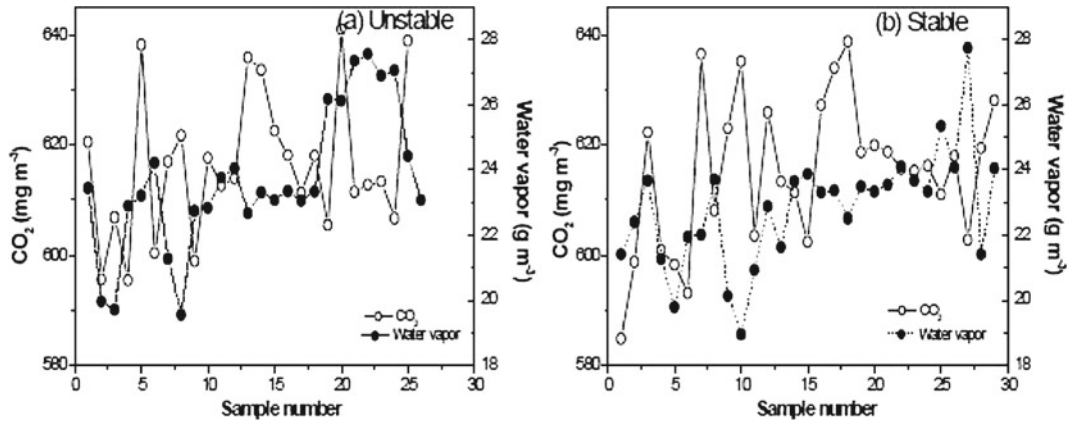 (a) Unstable
640
620
600
580
CO₂ (mg m⁻³)
28
26
24
22
20
18
Water vapor (g m⁻³)
CO₂
Water vapor
0 5 10 15 20 25 30
Sample number
(b) Stable
640
620
600
580
CO₂ (mg m⁻³)
28
26
24
22
20
18
Water vapor (g m⁻³)
CO₂
Water vapor
0 5 10 15 20 25 30
Sample number